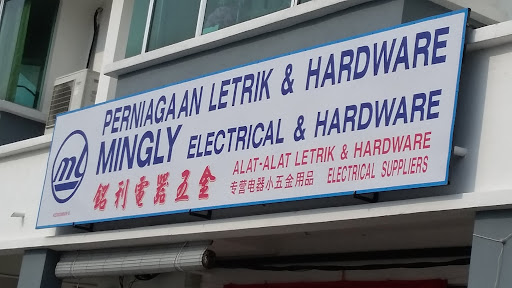 PERNIAGAAN LETRIK & HARDWARE
MINGLY ELECTRICAL & HARDWARE
ALAT-ALAT LETRIK & HARDWARE
铭利電器五金
专营电器小五金用品 ELECTRICAL SUPPLIERS